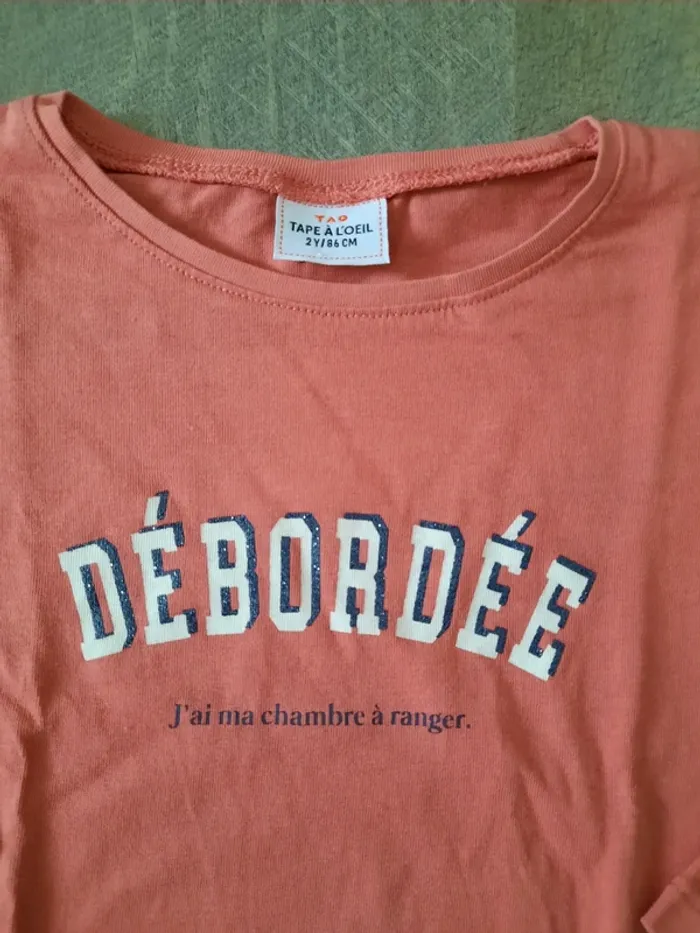 TAO
TAPE À L'OEIL
2Y/86 CM
DÉBORDÉE
J'ai ma chambre à ranger.